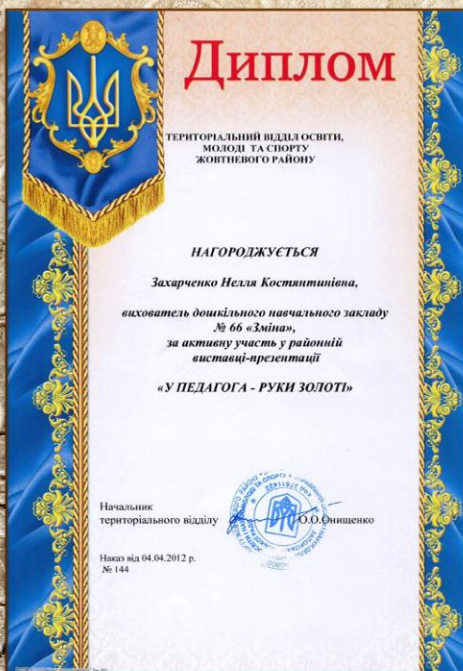 Диплом
ТЕРИТОРІАЛЬНИЙ ВІДДІЛ ОСВІТИ,
МОЛОДІ ТА СПОРТУ
ЖОВТНЕВОГО РАЙОНУ
НАГОРОДЖУЄТЬСЯ
Захарченко Нелля Костянтинівна,
вихователь дошкільного навчального закладу
№ 66 «Зміна»,
за активну участь у районній
виставці-презентації
«У ПЕДАГОГА - РУКИ ЗОЛОТІ»
Начальник
територіального відділу О.О.Онищенко
Наказ від 04.04.2012 р.
№ 144